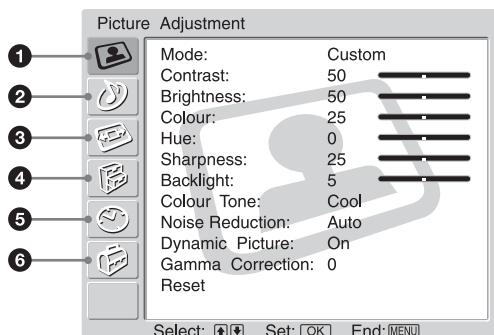 Picture Adjustment
1
2
3
4
5
6
Mode: Custom
Contrast: 50
Brightness: 50
Colour: 25
Hue: 0
Sharpness: 25
Backlight: 5
Colour Tone: Cool
Noise Reduction: Auto
Dynamic Picture: On
Gamma Correction: 0
Reset
Select: Set: OK End: MENU